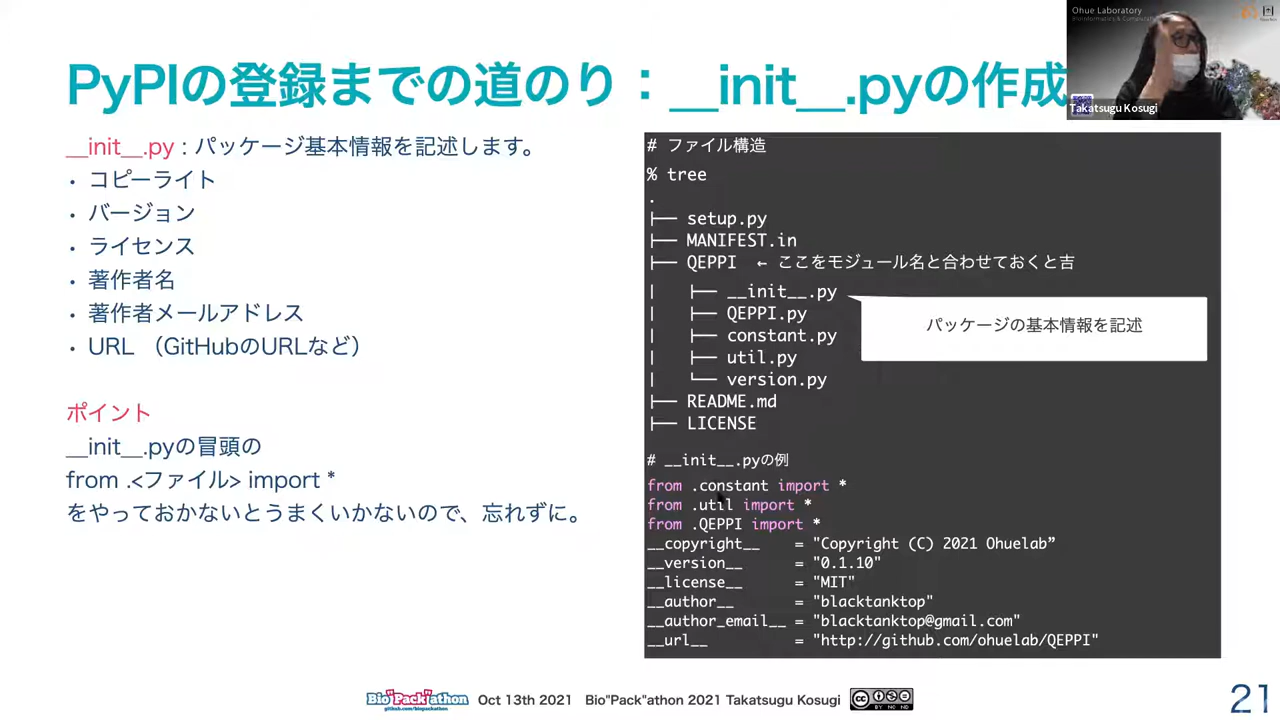 Ohue Laboratory
Takatsugu Kosugi
PyPIの登録までの道のり：__init__.pyの作成
__init__.py : パッケージ基本情報を記述します。
• コピーライト
• バージョン
• ライセンス
• 著作者名
• 著作者メールアドレス
• URL （GitHubのURLなど）
ポイント
__init__.pyの冒頭の
from .<ファイル> import *
をやっておかないとうまくいかないので、忘れずに。
# ファイル構造
% tree
.
├── setup.py
├── MANIFEST.in
├── QEPPI ← ここをモジュール名と合わせておくと吉
│   ├── __init__.py
│   ├── QEPPI.py
│   ├── constant.py
│   ├── util.py
│   └── version.py
├── README.md
├── LICENSE
パッケージの基本情報を記述
# __init__.pyの例
from .constant import *
from .util import *
from .QEPPI import *
__copyright__ = "Copyright (C) 2021 Ohuelab”
__version__ = "0.1.10"
__license__ = "MIT"
__author__ = "blacktanktop"
__author_email__ = "blacktanktop@gmail.com"
__url__ = "http://github.com/ohuelab/QEPPI"
Bio"Pack"athon
github.com/biopackathon
Oct 13th 2021 Bio"Pack"athon 2021 Takatsugu Kosugi
CC BY NC ND
21